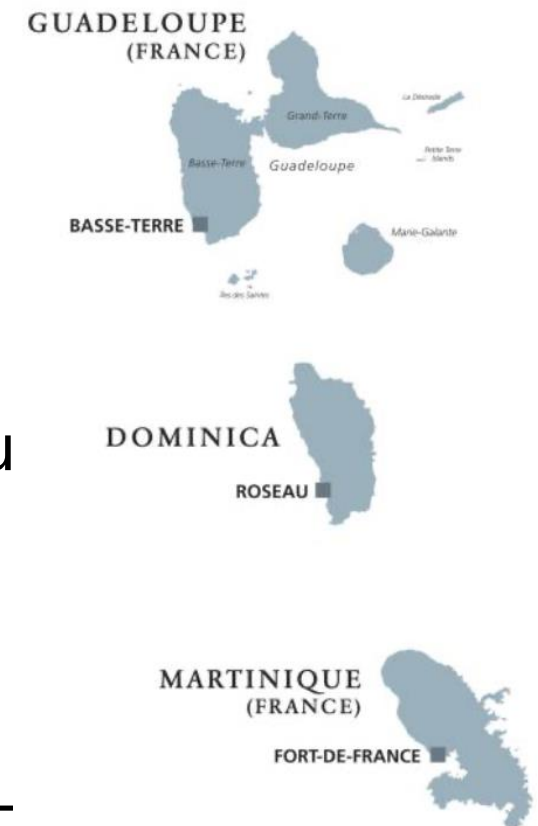 GUADELOUPE
(FRANCE)
La Désirade
Grand-Terre
Petite Terre
Islands
Basse-Terre
Guadeloupe
BASSE-TERRE
Marie-Galante
Îles des Saintes
DOMINICA
u
ROSEAU
MARTINIQUE
(FRANCE)
FORT-DE-FRANCE